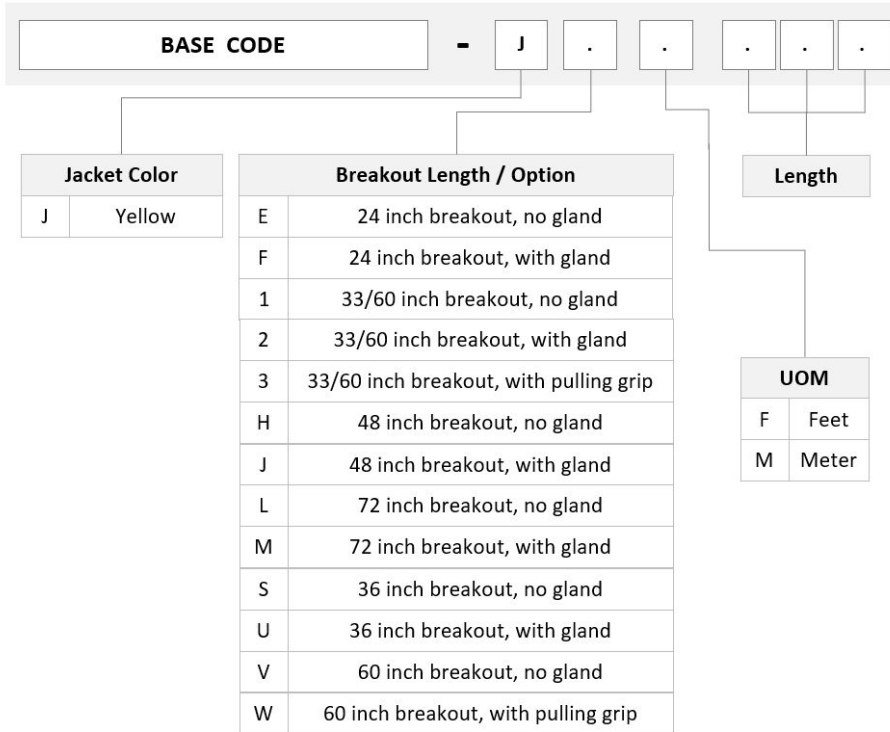 BASE CODE - J . . . . .
Jacket Color
J Yellow
Breakout Length / Option
E 24 inch breakout, no gland
F 24 inch breakout, with gland
1 33/60 inch breakout, no gland
2 33/60 inch breakout, with gland
3 33/60 inch breakout, with pulling grip
H 48 inch breakout, no gland
J 48 inch breakout, with gland
L 72 inch breakout, no gland
M 72 inch breakout, with gland
S 36 inch breakout, no gland
U 36 inch breakout, with gland
V 60 inch breakout, no gland
W 60 inch breakout, with pulling grip
Length
UOM
F Feet
M Meter